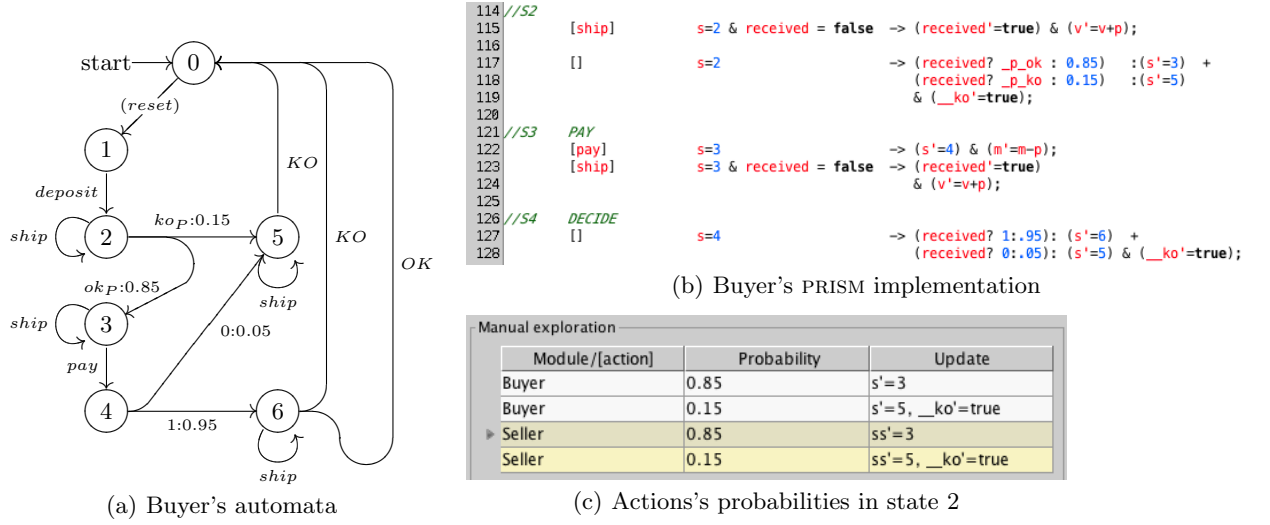 start
0
(reset)
1
deposit
ship
2
ko_P:0.15
5
KO
KO
OK
ship
ok_P:0.85
ship
3
pay
0:0.05
4
1:0.95
6
ship
(a) Buyer's automata
114 //S2
115 [ship] s=2 & received = false -> (received'=true) & (v'=v+p);
116
117 [] s=2 -> (received? _p_ok : 0.85) :(s'=3) +
118 (received? _p_ko : 0.15) :(s'=5)
119 & (__ko'=true);
120
121 //S3 PAY
122 [pay] s=3 -> (s'=4) & (m'=m-p);
123 [ship] s=3 & received = false -> (received'=true)
124 & (v'=v+p);
125
126 //S4 DECIDE
127 [] s=4 -> (received? 1:.95): (s'=6) +
128 (received? 0:.05): (s'=5) & (__ko'=true);
(b) Buyer's PRISM implementation
Manual exploration
Module/[action] Probability Update
Buyer 0.85 s'=3
Buyer 0.15 s'=5, __ko'=true
Seller 0.85 ss'=3
Seller 0.15 ss'=5, __ko'=true
(c) Actions's probabilities in state 2